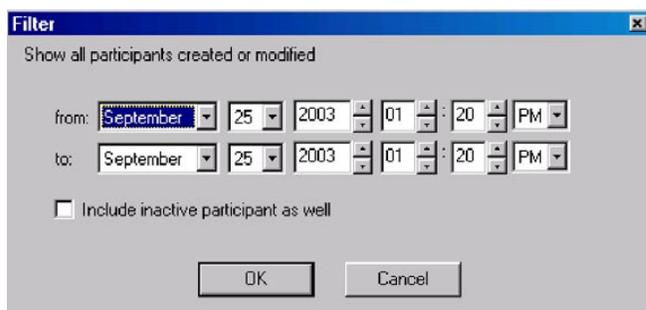 Filter
Show all participants created or modified
from: September 25 2003 01 : 20 PM
to: September 25 2003 01 : 20 PM
Include inactive participant as well
OK Cancel